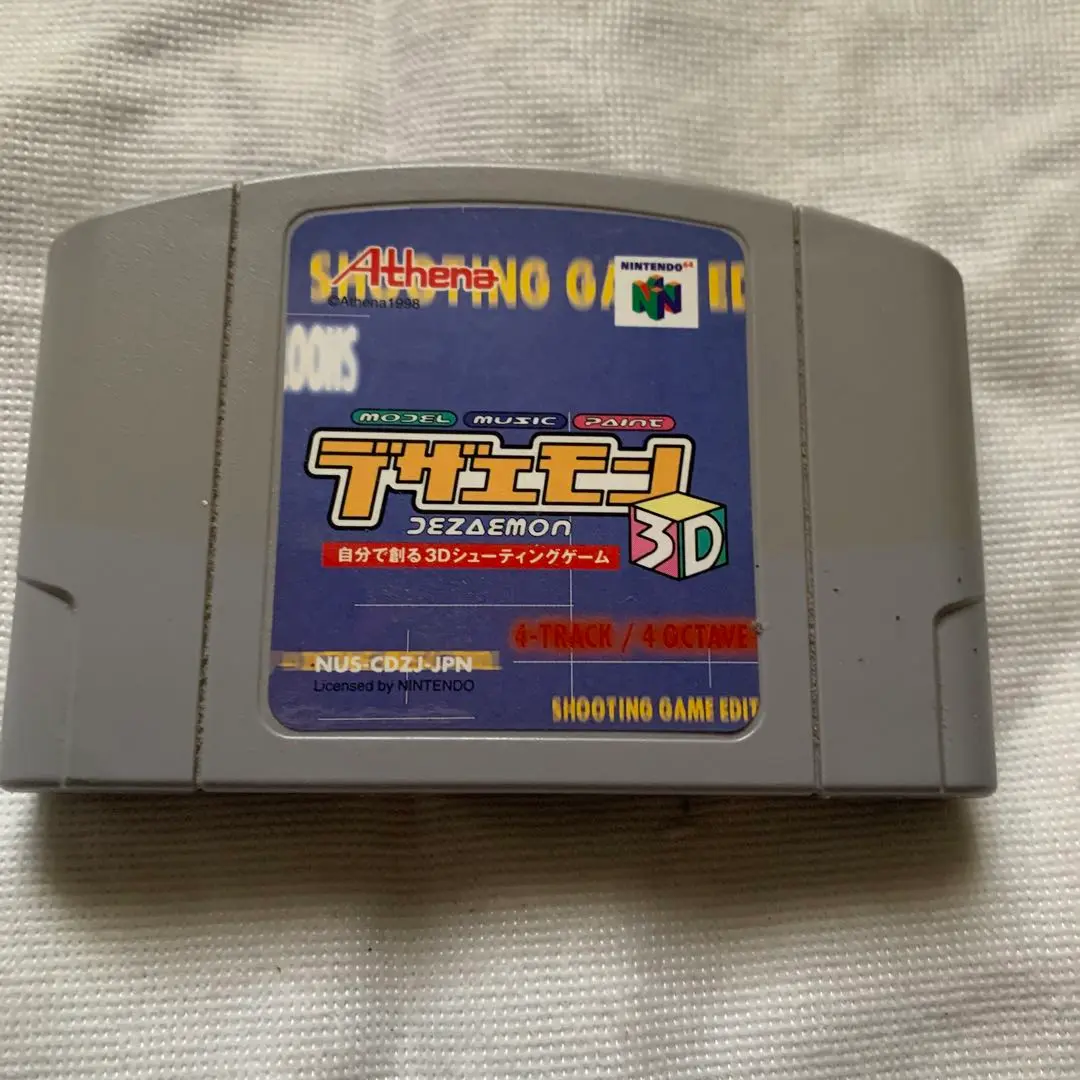 SHOOTING GA ED
Athena
©Athena1998
NINTENDO64
OOKS
MODEL MUSIC PAINT
デザエモン
3D
DEZAEMON
自分で創る3Dシューティングゲーム
4-TRACK / 4 OCTAVE
NUS-CDZJ-JPN
Licensed by NINTENDO
SHOOTING GAME EDIT